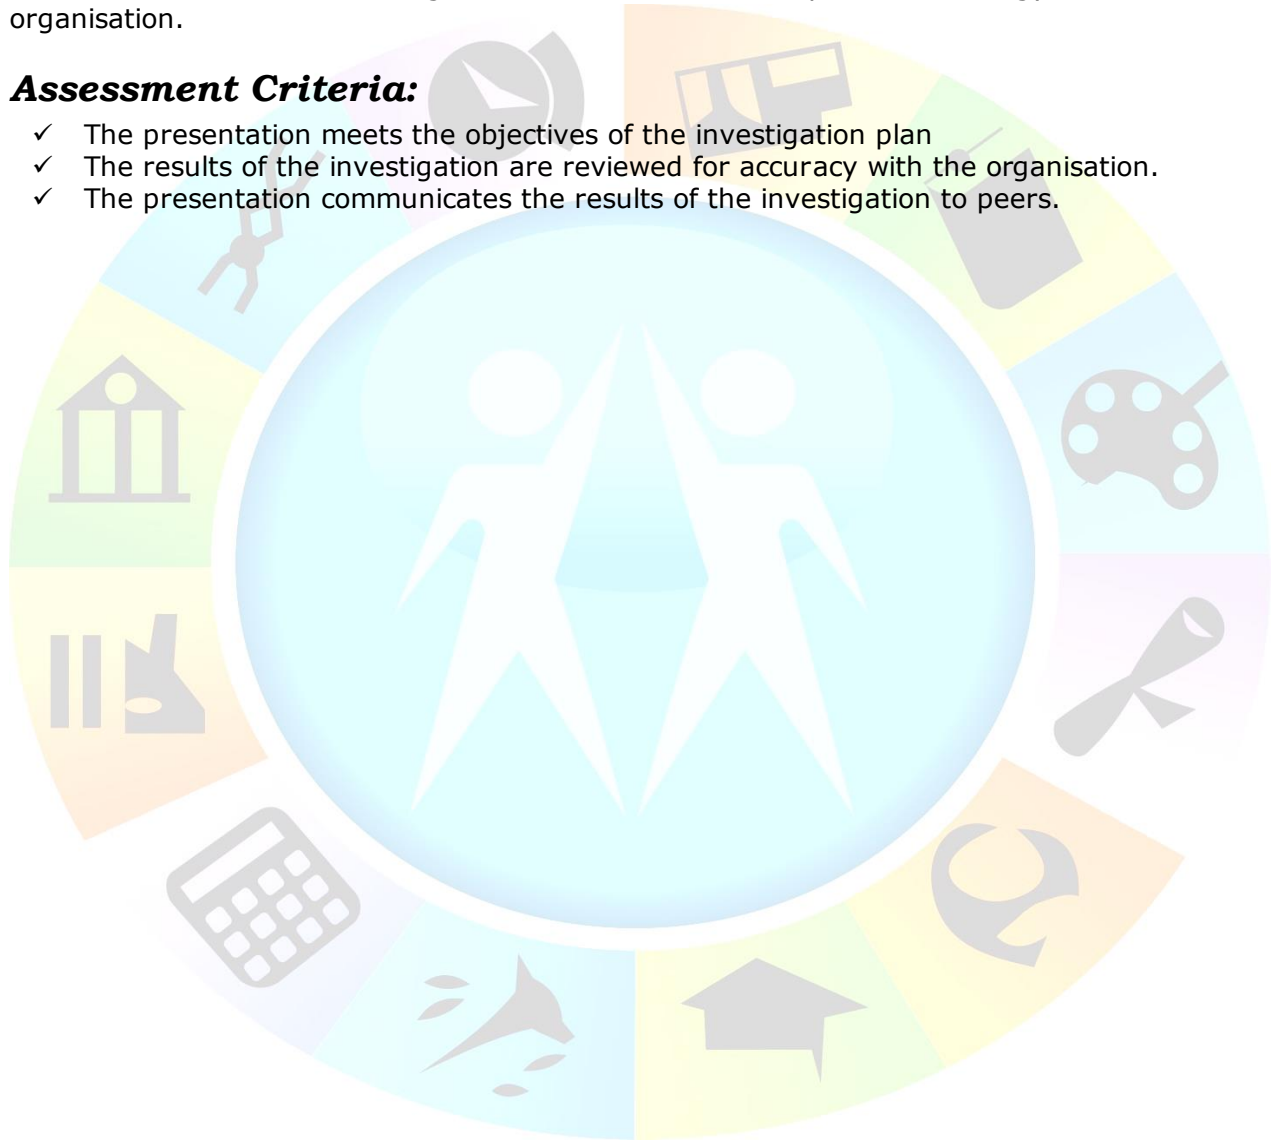 organisation.
Assessment Criteria:
✓ The presentation meets the objectives of the investigation plan
✓ The results of the investigation are reviewed for accuracy with the organisation.
✓ The presentation communicates the results of the investigation to peers.